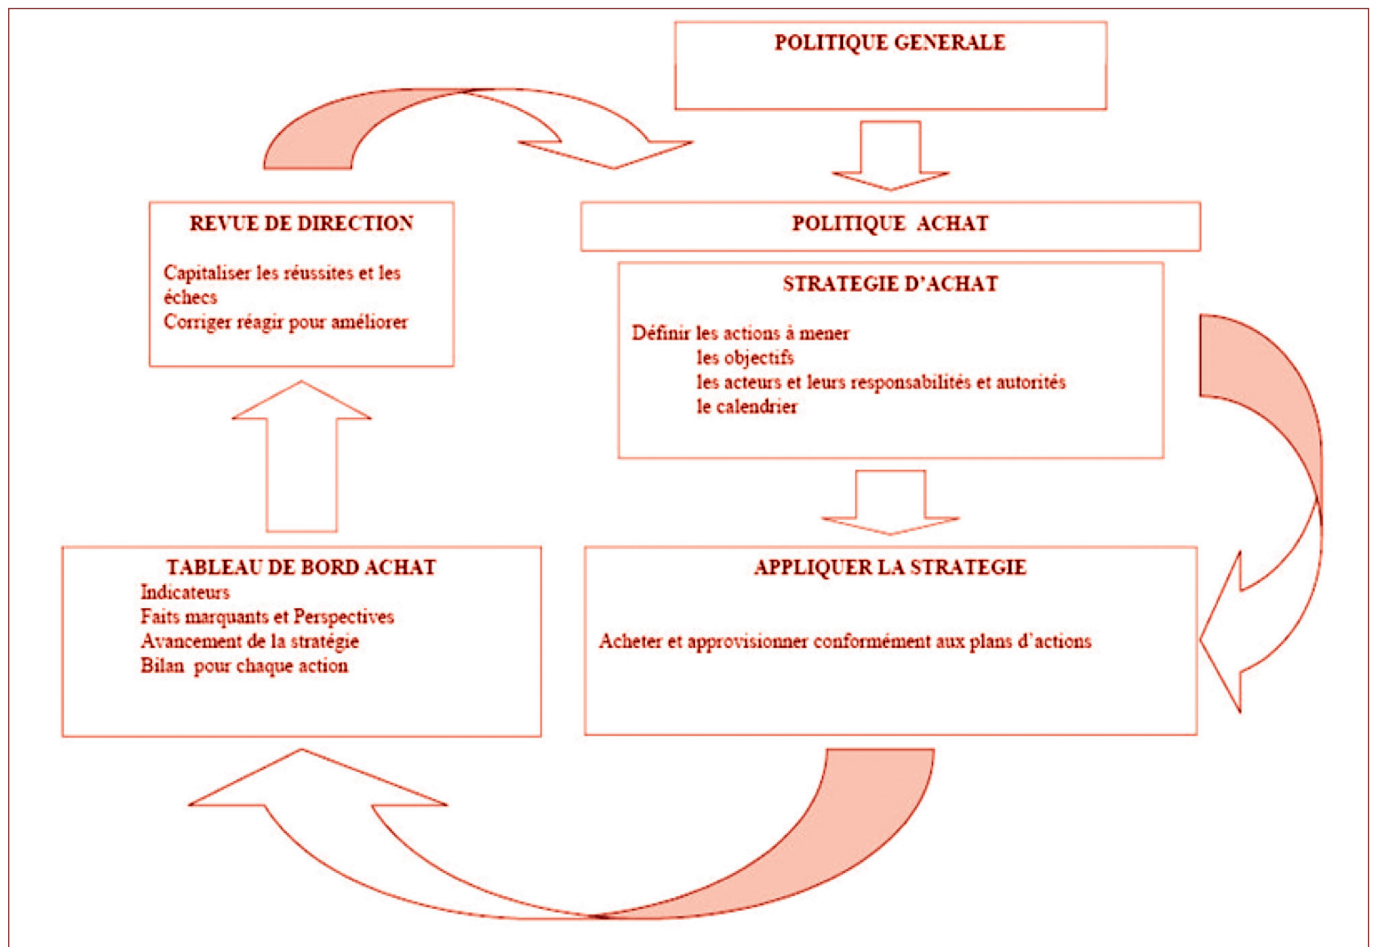 POLITIQUE GENERALE
POLITIQUE ACHAT
STRATEGIE D’ACHAT
Définir les actions à mener
les objectifs
les acteurs et leurs responsabilités et autorités
le calendrier
APPLIQUER LA STRATEGIE
Acheter et approvisionner conformément aux plans d’actions
TABLEAU DE BORD ACHAT
Indicateurs
Faits marquants et Perspectives
Avancement de la stratégie
Bilan pour chaque action
REVUE DE DIRECTION
Capitaliser les réussites et les
échecs
Corriger réagir pour améliorer